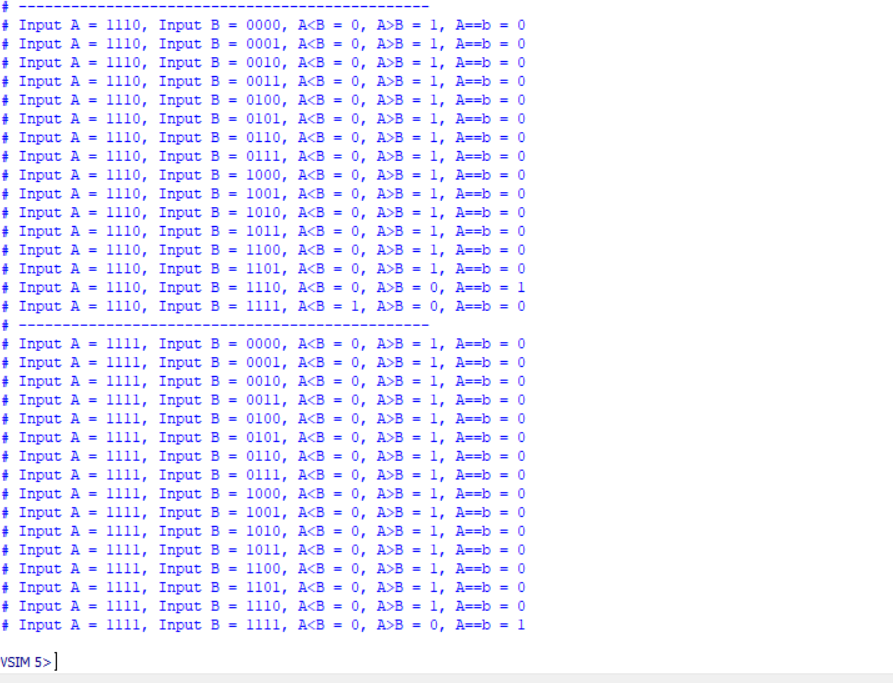 # -----------------------------------------------
# Input A = 1110, Input B = 0000, A<B = 0, A>B = 1, A==b = 0
# Input A = 1110, Input B = 0001, A<B = 0, A>B = 1, A==b = 0
# Input A = 1110, Input B = 0010, A<B = 0, A>B = 1, A==b = 0
# Input A = 1110, Input B = 0011, A<B = 0, A>B = 1, A==b = 0
# Input A = 1110, Input B = 0100, A<B = 0, A>B = 1, A==b = 0
# Input A = 1110, Input B = 0101, A<B = 0, A>B = 1, A==b = 0
# Input A = 1110, Input B = 0110, A<B = 0, A>B = 1, A==b = 0
# Input A = 1110, Input B = 0111, A<B = 0, A>B = 1, A==b = 0
# Input A = 1110, Input B = 1000, A<B = 0, A>B = 1, A==b = 0
# Input A = 1110, Input B = 1001, A<B = 0, A>B = 1, A==b = 0
# Input A = 1110, Input B = 1010, A<B = 0, A>B = 1, A==b = 0
# Input A = 1110, Input B = 1011, A<B = 0, A>B = 1, A==b = 0
# Input A = 1110, Input B = 1100, A<B = 0, A>B = 1, A==b = 0
# Input A = 1110, Input B = 1101, A<B = 0, A>B = 1, A==b = 0
# Input A = 1110, Input B = 1110, A<B = 0, A>B = 0, A==b = 1
# Input A = 1110, Input B = 1111, A<B = 1, A>B = 0, A==b = 0
# -----------------------------------------------
# Input A = 1111, Input B = 0000, A<B = 0, A>B = 1, A==b = 0
# Input A = 1111, Input B = 0001, A<B = 0, A>B = 1, A==b = 0
# Input A = 1111, Input B = 0010, A<B = 0, A>B = 1, A==b = 0
# Input A = 1111, Input B = 0011, A<B = 0, A>B = 1, A==b = 0
# Input A = 1111, Input B = 0100, A<B = 0, A>B = 1, A==b = 0
# Input A = 1111, Input B = 0101, A<B = 0, A>B = 1, A==b = 0
# Input A = 1111, Input B = 0110, A<B = 0, A>B = 1, A==b = 0
# Input A = 1111, Input B = 0111, A<B = 0, A>B = 1, A==b = 0
# Input A = 1111, Input B = 1000, A<B = 0, A>B = 1, A==b = 0
# Input A = 1111, Input B = 1001, A<B = 0, A>B = 1, A==b = 0
# Input A = 1111, Input B = 1010, A<B = 0, A>B = 1, A==b = 0
# Input A = 1111, Input B = 1011, A<B = 0, A>B = 1, A==b = 0
# Input A = 1111, Input B = 1100, A<B = 0, A>B = 1, A==b = 0
# Input A = 1111, Input B = 1101, A<B = 0, A>B = 1, A==b = 0
# Input A = 1111, Input B = 1110, A<B = 0, A>B = 1, A==b = 0
# Input A = 1111, Input B = 1111, A<B = 0, A>B = 0, A==b = 1
VSIM 5>